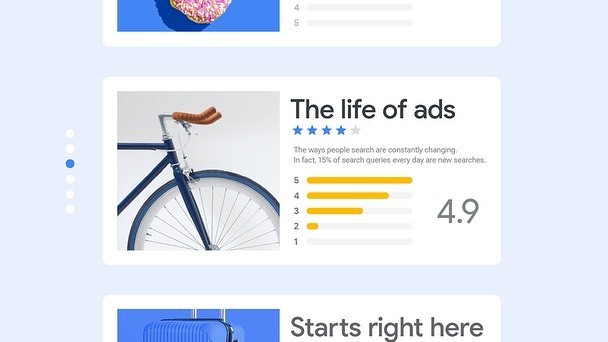 4
5
The life of ads
The ways people search are constantly changing.
In fact, 15% of search queries every day are new searches.
5
4
3
2
1
4.9
Starts right here